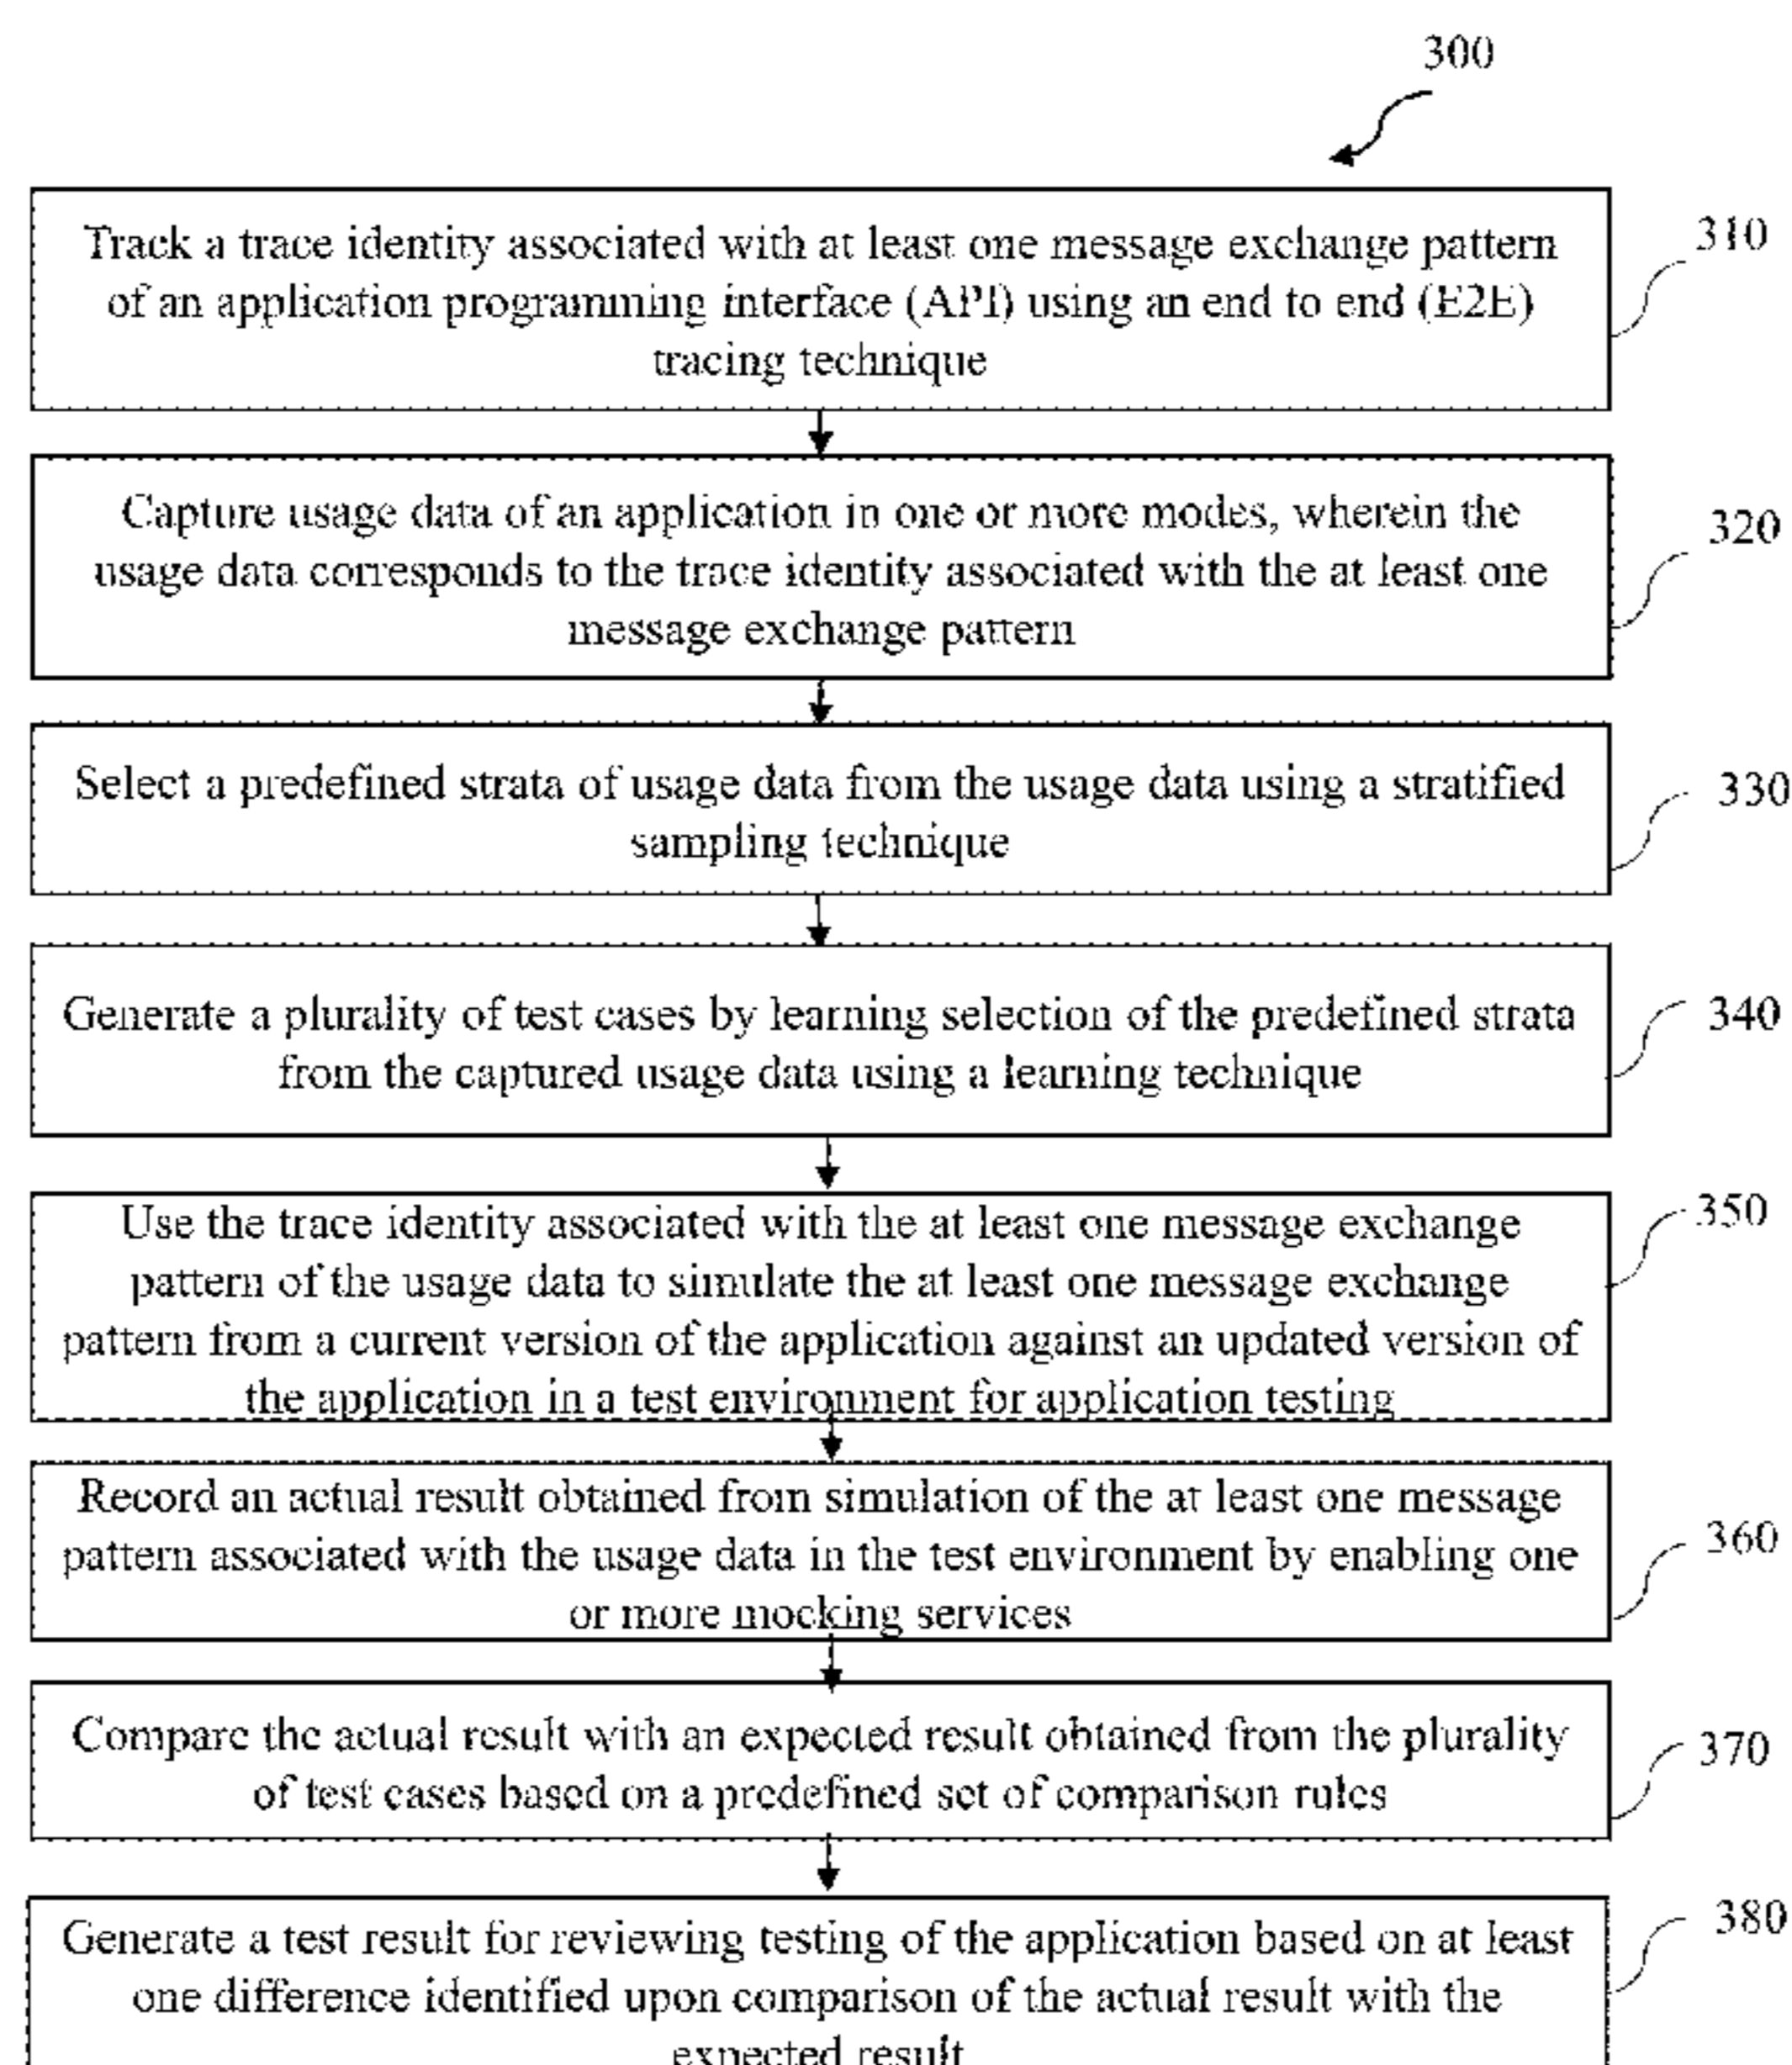 300
Track a trace identity associated with at least one message exchange pattern
of an application programming interface (API) using an end to end (E2E)
tracing technique
310
Capture usage data of an application in one or more modes, wherein the
usage data corresponds to the trace identity associated with the at least one
message exchange pattern
320
Select a predefined strata of usage data from the usage data using a stratified
sampling technique
330
Generate a plurality of test cases by learning selection of the predefined strata
from the captured usage data using a learning technique
340
Use the trace identity associated with the at least one message exchange
pattern of the usage data to simulate the at least one message exchange
pattern from a current version of the application against an updated version of
the application in a test environment for application testing
350
Record an actual result obtained from simulation of the at least one message
pattern associated with the usage data in the test environment by enabling one
or more mocking services
360
Compare the actual result with an expected result obtained from the plurality
of test cases based on a predefined set of comparison rules
370
Generate a test result for reviewing testing of the application based on at least
one difference identified upon comparison of the actual result with the
expected result
380